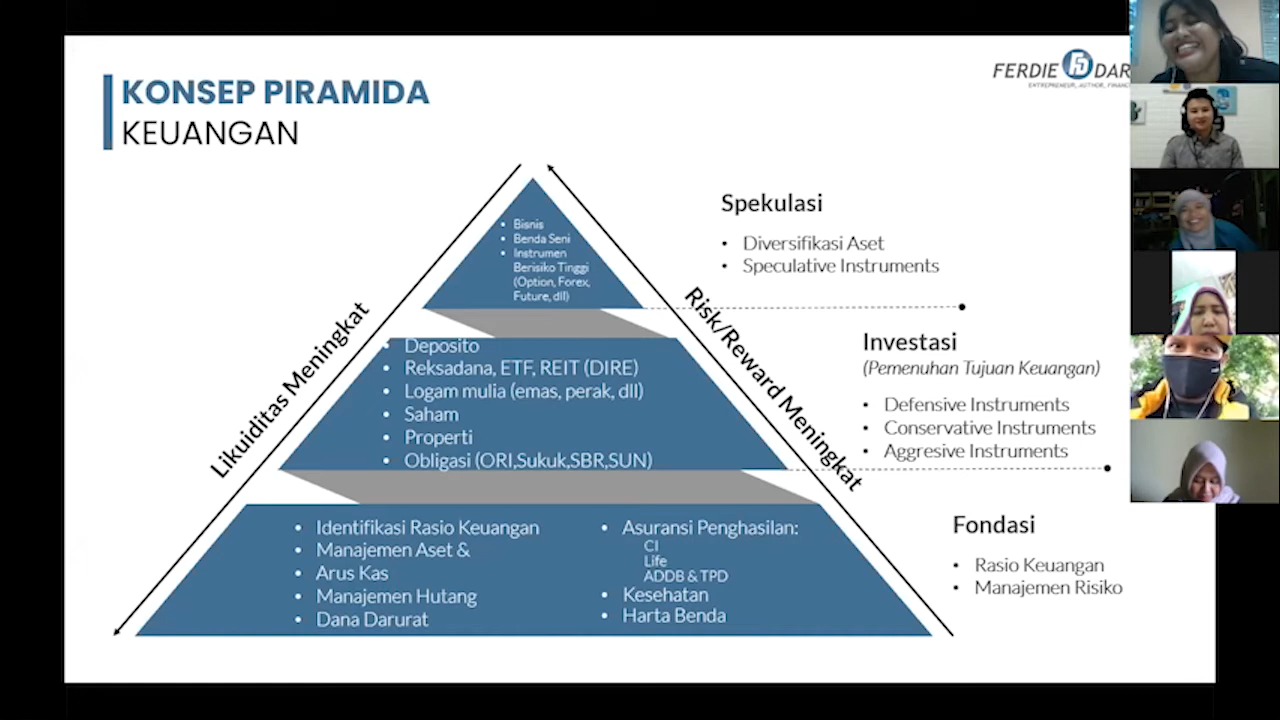 KONSEP PIRAMIDA
KEUANGAN
FERDIE DAR
ENTREPRENEUR, AUTHOR, FINANC
Likuiditas Meningkat
Risk/Reward Meningkat
• Bisnis
• Benda Seni
• Instrumen
Berisiko Tinggi
(Option, Forex,
Future, dll)
Spekulasi
• Diversifikasi Aset
• Speculative Instruments
• Deposito
• Reksadana, ETF, REIT (DIRE)
• Logam mulia (emas, perak, dll)
• Saham
• Properti
• Obligasi (ORI,Sukuk,SBR,SUN)
Investasi
(Pemenuhan Tujuan Keuangan)
• Defensive Instruments
• Conservative Instruments
• Aggresive Instruments
• Identifikasi Rasio Keuangan
• Manajemen Aset &
• Arus Kas
• Manajemen Hutang
• Dana Darurat
• Asuransi Penghasilan:
CI
Life
ADDB & TPD
• Kesehatan
• Harta Benda
Fondasi
• Rasio Keuangan
• Manajemen Risiko